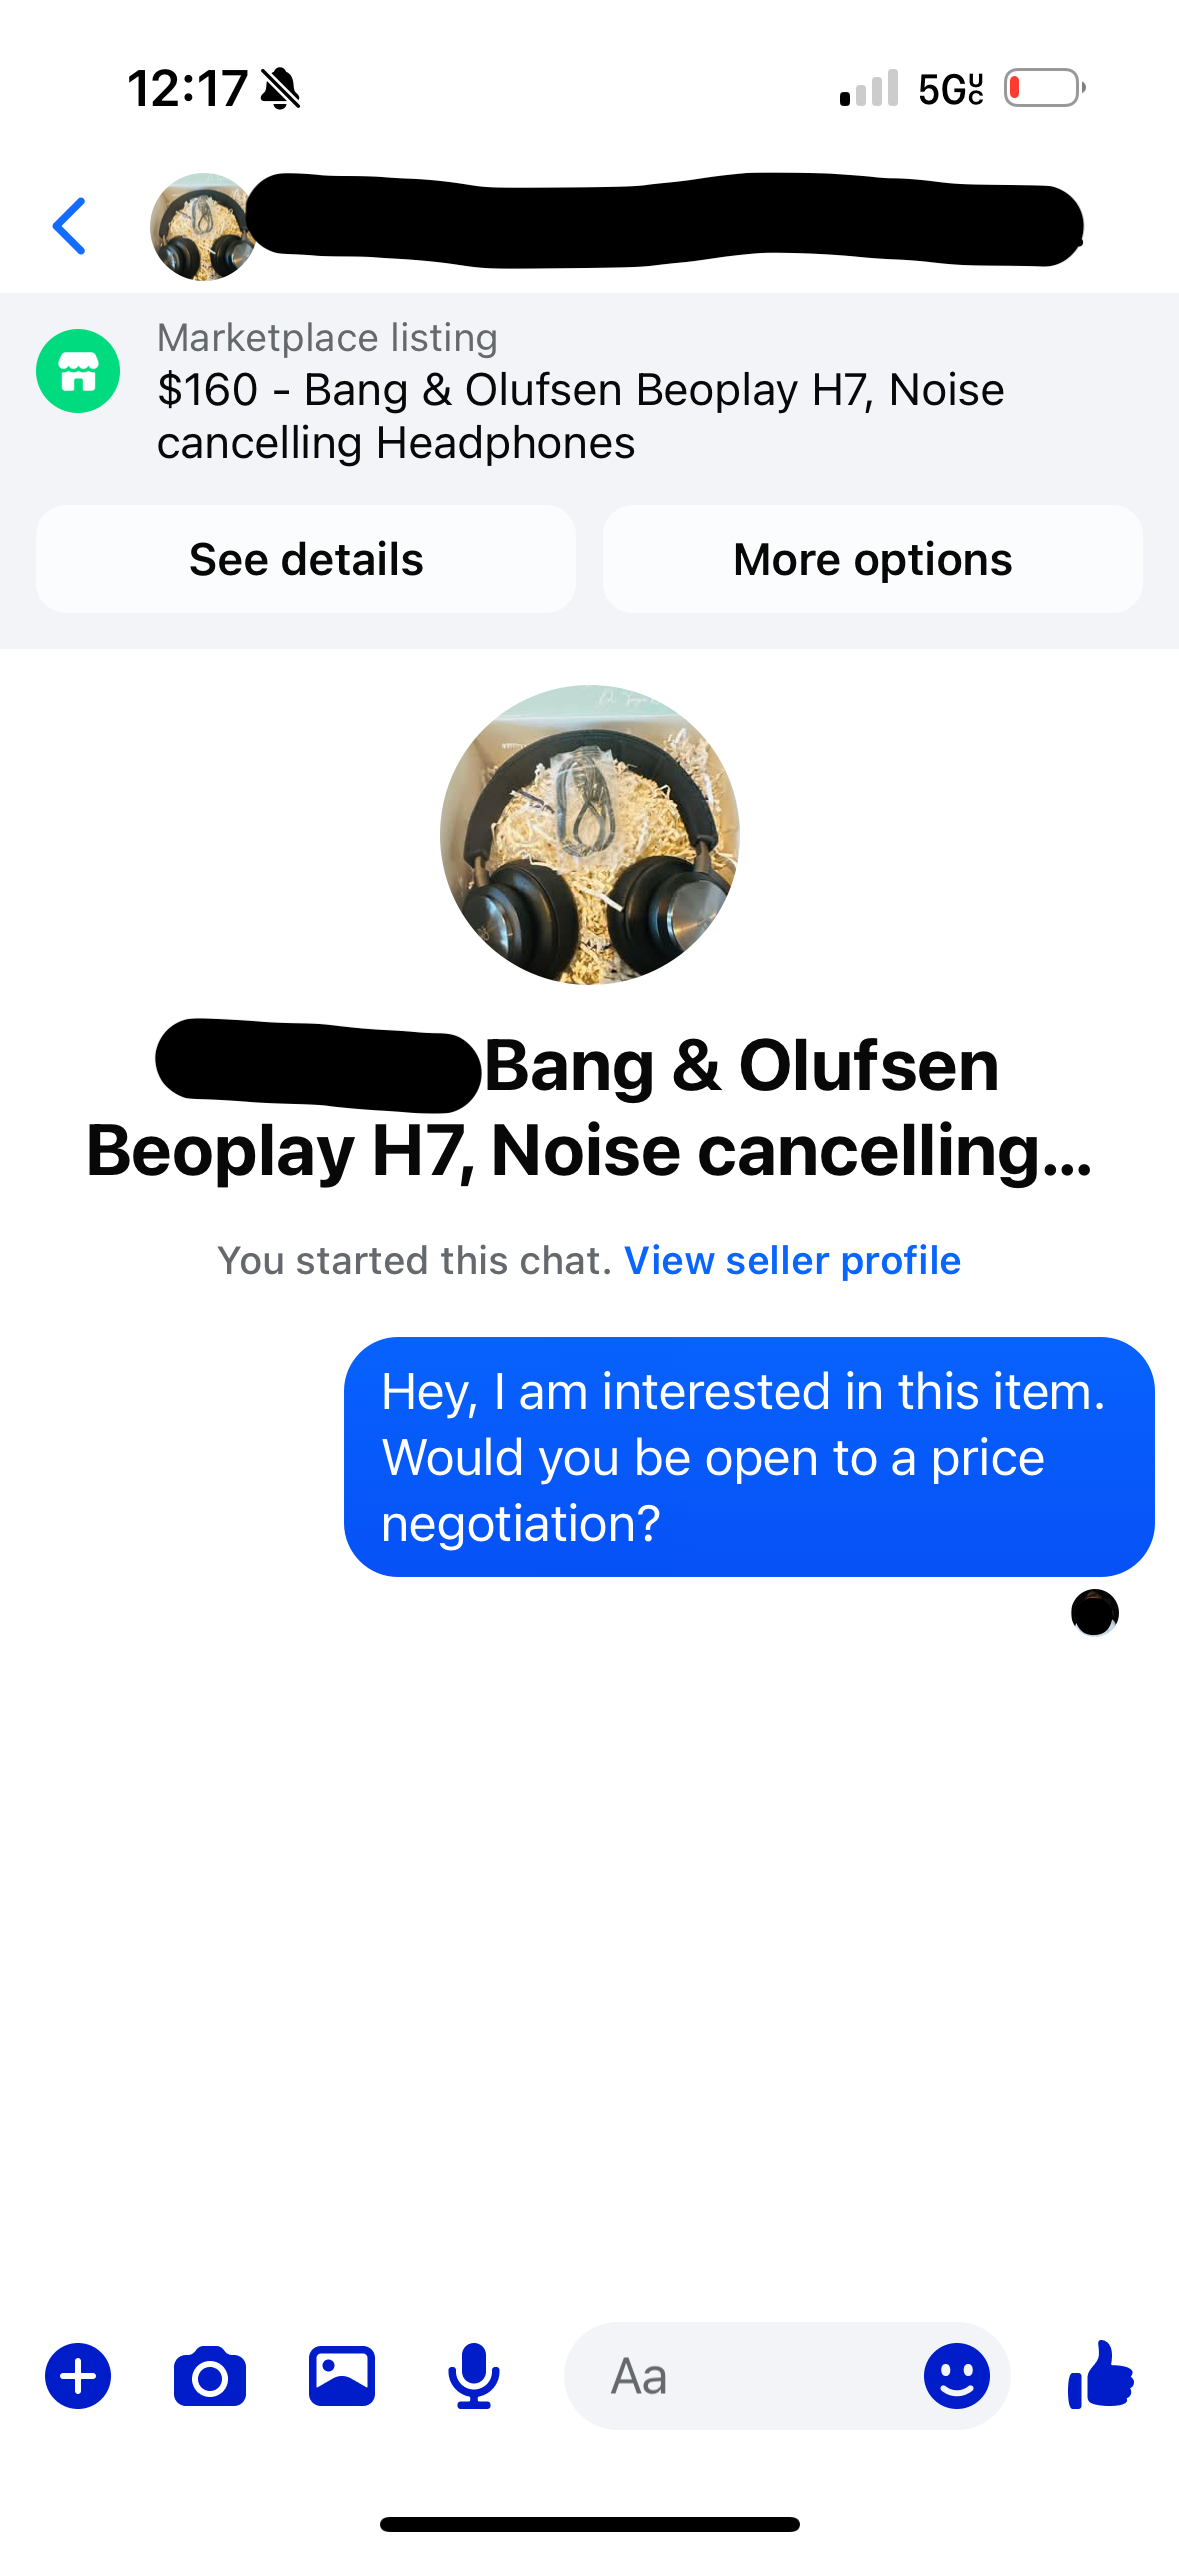 12:17
5G UC
Marketplace listing
$160 - Bang & Olufsen Beoplay H7, Noise
cancelling Headphones
See details
More options
Bang & Olufsen
Beoplay H7, Noise cancelling...
You started this chat. View seller profile
Hey, I am interested in this item.
Would you be open to a price
negotiation?
Aa